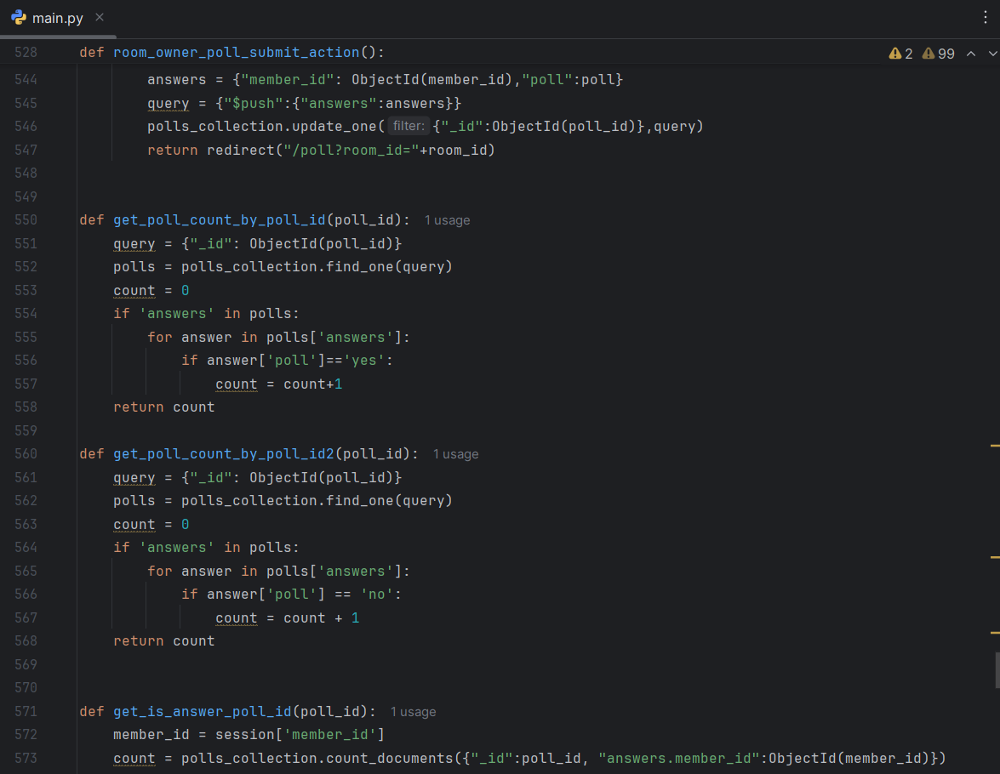 main.py
528 def room_owner_poll_submit_action(): 2 99
544 answers = {"member_id": ObjectId(member_id),"poll":poll}
545 query = {"$push":{"answers":answers}}
546 polls_collection.update_one( filter: {"_id":ObjectId(poll_id)},query)
547 return redirect("/poll?room_id="+room_id)
548
549
550 def get_poll_count_by_poll_id(poll_id): 1 usage
551 query = {"_id": ObjectId(poll_id)}
552 polls = polls_collection.find_one(query)
553 count = 0
554 if 'answers' in polls:
555 for answer in polls['answers']:
556 if answer['poll']=='yes':
557 count = count+1
558 return count
559
560 def get_poll_count_by_poll_id2(poll_id): 1 usage
561 query = {"_id": ObjectId(poll_id)}
562 polls = polls_collection.find_one(query)
563 count = 0
564 if 'answers' in polls:
565 for answer in polls['answers']:
566 if answer['poll'] == 'no':
567 count = count + 1
568 return count
569
570
571 def get_is_answer_poll_id(poll_id): 1 usage
572 member_id = session['member_id']
573 count = polls_collection.count_documents({"_id":poll_id, "answers.member_id":ObjectId(member_id)})